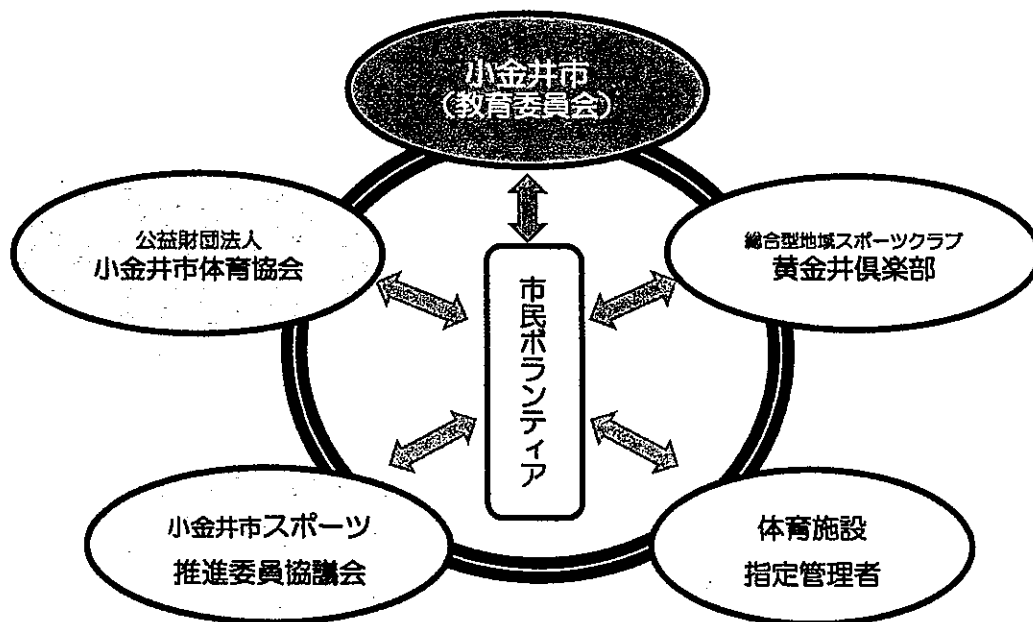 小金井市
（教育委員会）
公益財団法人
小金井市体育協会
総合型地域スポーツクラブ
黄金井倶楽部
市民ボランティア
小金井市スポーツ
推進委員協議会
体育施設
指定管理者